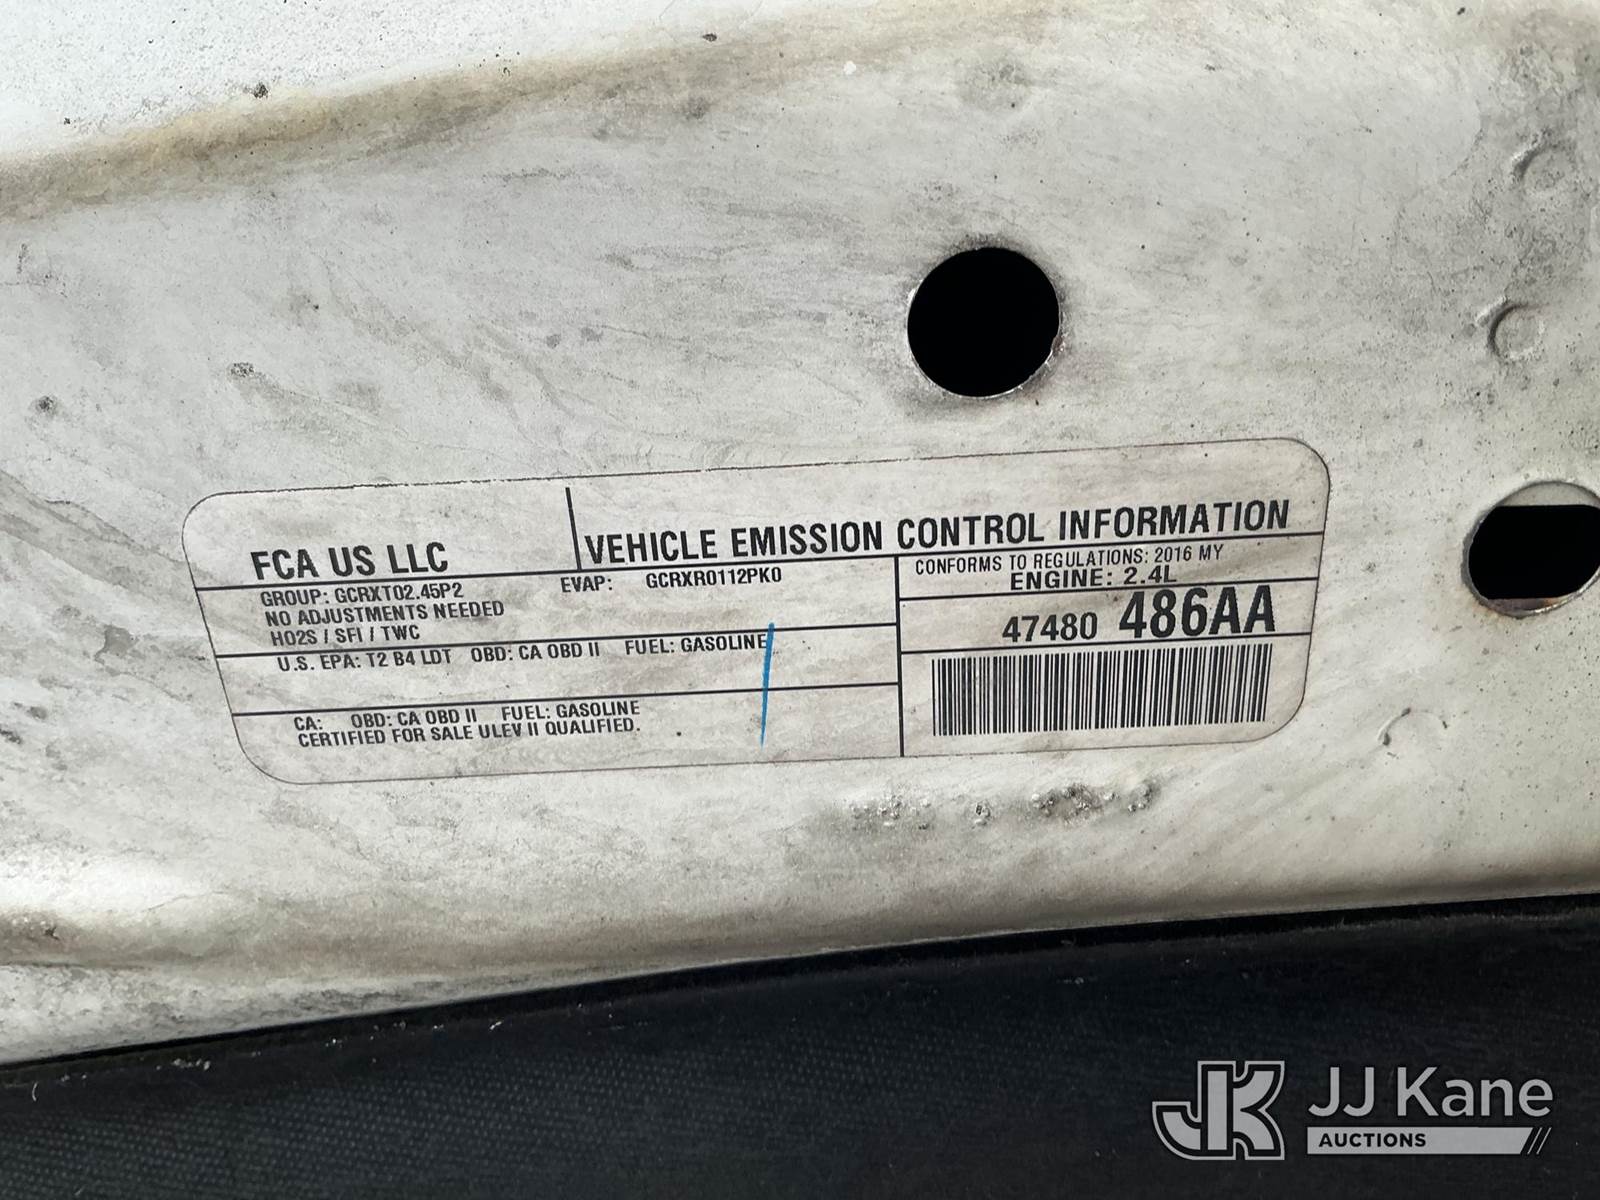 FCA US LLC
VEHICLE EMISSION CONTROL INFORMATION
GROUP: GCRXT02.45P2
EVAP: GCRXR0112PK0
NO ADJUSTMENTS NEEDED
HO2S / SFI / TWC
U.S. EPA: T2 B4 LDT OBD: CA OBD II FUEL: GASOLINE
CA: OBD: CA OBD II FUEL: GASOLINE
CERTIFIED FOR SALE ULEV II QUALIFIED.
CONFORMS TO REGULATIONS: 2016 MY
ENGINE: 2.4L
47480 486AA
JK
JJ Kane
AUCTIONS